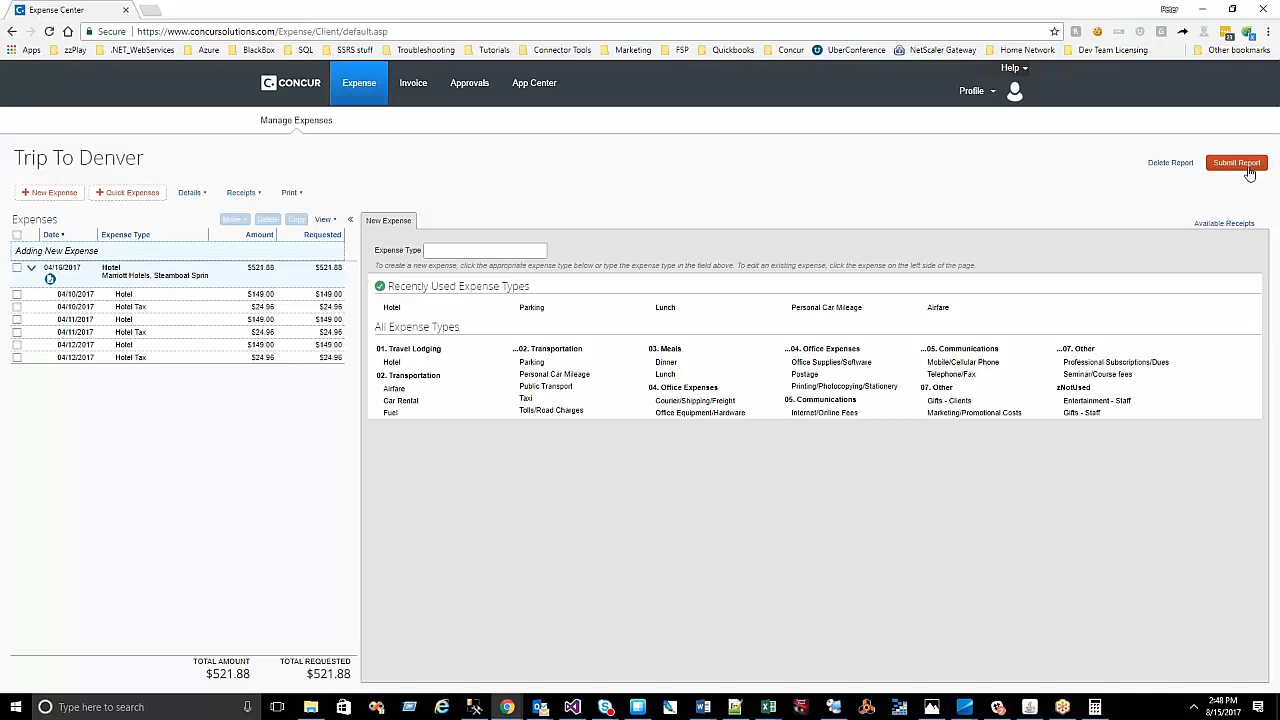 Expense Center
Peter
Secure https://www.concursolutions.com/Expense/Client/default.asp
Apps zzPlay .NET_WebServices Azure BlackBox SQL SSRS stuff Troubleshooting Tutorials Connector Tools Marketing FSP Quickbooks Concur UberConference NetScaler Gateway Home Network Dev Team Licensing Other bookmarks
Help
C. CONCUR Expense Invoice Approvals App Center
Profile
Manage Expenses
Trip To Denver
Delete Report Submit Report
+ New Expense + Quick Expenses Details Receipts Print
Expenses Move Delete Copy View «
New Expense Available Receipts
Date Expense Type Amount Requested
Adding New Expense
04/16/2017 Hotel $521.88 $521.88
Marriott Hotels, Steamboat Sprin
04/10/2017 Hotel $149.00 $149.00
04/10/2017 Hotel Tax $24.96 $24.96
04/11/2017 Hotel $149.00 $149.00
04/11/2017 Hotel Tax $24.96 $24.96
04/12/2017 Hotel $149.00 $149.00
04/12/2017 Hotel Tax $24.96 $24.96
TOTAL AMOUNT TOTAL REQUESTED
$521.88 $521.88
Expense Type
To create a new expense, click the appropriate expense type below or type the expense type in the field above. To edit an existing expense, click the expense on the left side of the page.
Recently Used Expense Types
Hotel Parking Lunch Personal Car Mileage Airfare
All Expense Types
01. Travel Lodging
Hotel
02. Transportation
Airfare
Car Rental
Fuel
...02. Transportation
Parking
Personal Car Mileage
Public Transport
Taxi
Tolls/Road Charges
03. Meals
Dinner
Lunch
04. Office Expenses
Courier/Shipping/Freight
Office Equipment/Hardware
...04. Office Expenses
Office Supplies/Software
Postage
Printing/Photocopying/Stationery
05. Communications
Internet/Online Fees
...05. Communications
Mobile/Cellular Phone
Telephone/Fax
07. Other
Gifts - Clients
Marketing/Promotional Costs
...07. Other
Professional Subscriptions/Dues
Seminar/Course fees
zNotUsed
Entertainment - Staff
Gifts - Staff
Type here to search
2:48 PM
8/15/2017